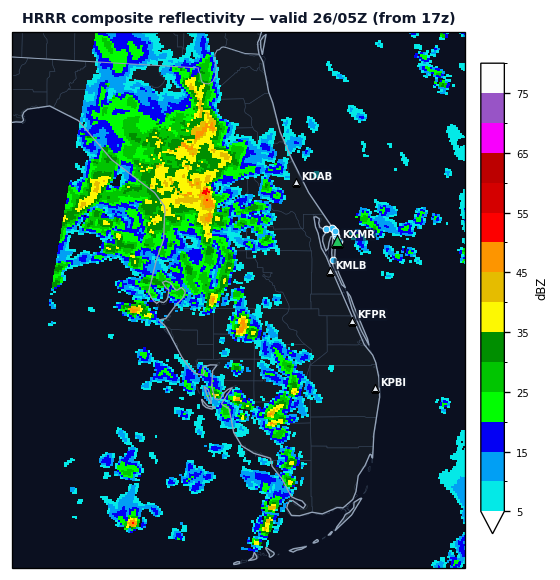 HRRR composite reflectivity — valid 26/05Z (from 17z)
KDAB
KXMR
KMLB
KFPR
KPBI
75
65
55
45
35
25
15
5
dBZ